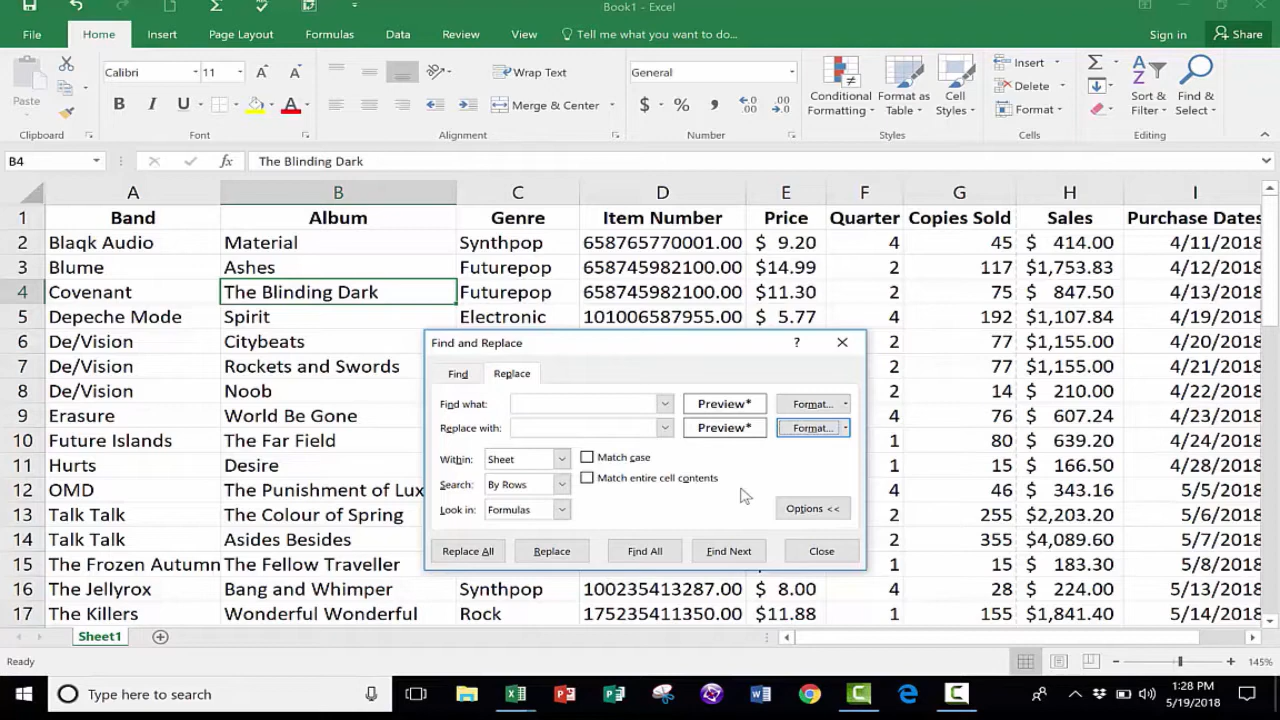 Book1 - Excel
File Home Insert Page Layout Formulas Data Review View Tell me what you want to do... Sign in Share
Paste Calibri 11 Wrap Text General Conditional Formatting Format as Table Cell Styles Insert Delete Format Sort & Filter Find & Select
B I U A Merge & Center $ % ,
Clipboard Font Alignment Number Styles Cells Editing
B4 fx The Blinding Dark
A B C D E F G H I
1 Band Album Genre Item Number Price Quarter Copies Sold Sales Purchase Dates
2 Blaqk Audio Material Synthpop 658765770001.00 $ 9.20 4 45 $ 414.00 4/11/2018
3 Blume Ashes Futurepop 658745982100.00 $14.99 2 117 $1,753.83 4/12/2018
4 Covenant The Blinding Dark Futurepop 658745982100.00 $11.30 2 75 $ 847.50 4/13/2018
5 Depeche Mode Spirit Electronic 101006587955.00 $ 5.77 4 192 $1,107.84 4/19/2018
6 De/Vision Citybeats 2 77 $1,155.00 4/20/2018
7 De/Vision Rockets and Swords 2 77 $1,155.00 4/21/2018
8 De/Vision Noob 2 14 $ 210.00 4/22/2018
9 Erasure World Be Gone 4 76 $ 607.24 4/23/2018
10 Future Islands The Far Field 1 80 $ 639.20 4/24/2018
11 Hurts Desire 1 15 $ 166.50 4/28/2018
12 OMD The Punishment of Lux 4 46 $ 343.16 5/5/2018
13 Talk Talk The Colour of Spring 2 255 $2,203.20 5/6/2018
14 Talk Talk Asides Besides 2 355 $4,089.60 5/7/2018
15 The Frozen Autumn The Fellow Traveller 1 15 $ 183.30 5/8/2018
16 The Jellyrox Bang and Whimper Synthpop 100235413287.00 $ 8.00 4 28 $ 224.00 5/13/2018
17 The Killers Wonderful Wonderful Rock 175235411350.00 $11.88 1 155 $1,841.40 5/14/2018
Find and Replace ?
Find Replace
Find what: Preview* Format...
Replace with: Preview* Format...
Within: Sheet Match case
Search: By Rows Match entire cell contents
Look in: Formulas Options <<
Replace All Replace Find All Find Next Close
Sheet1
Ready 145%
Type here to search 1:28 PM
5/19/2018